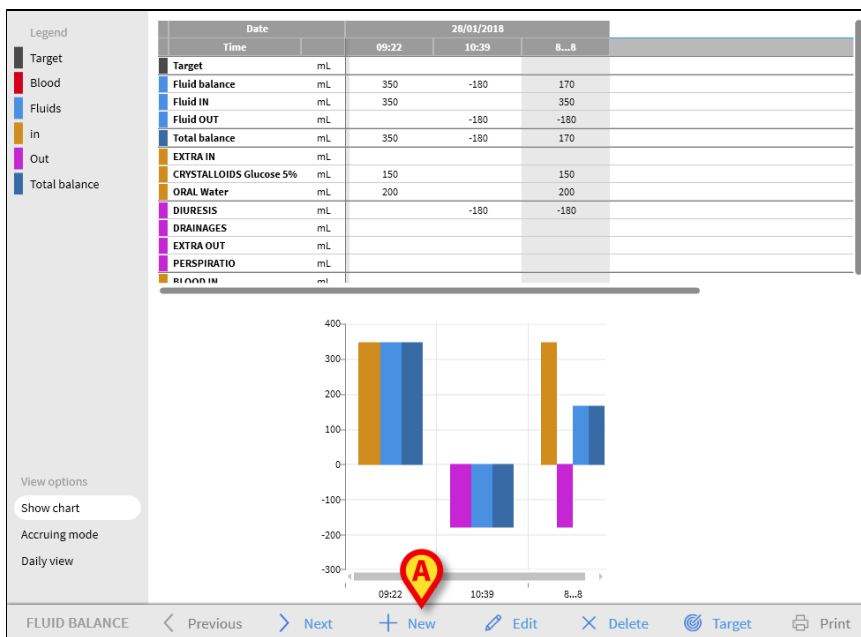 Legend
Target
Blood
Fluids
in
Out
Total balance
View options
Show chart
Accruing mode
Daily view
Date 28/01/2018
Time 09:22 10:39 8...8
Target mL
Fluid balance mL 350 -180 170
Fluid IN mL 350 350
Fluid OUT mL -180 -180
Total balance mL 350 -180 170
EXTRA IN mL
CRYSTALLOIDS Glucose 5% mL 150 150
ORAL Water mL 200 200
DIURESIS mL -180 -180
DRAINAGES mL
EXTRA OUT mL
PERSPIRATIO mL
BLOOD IN mL
400
300
200
100
0
-100
-200
-300
09:22 10:39 8...8
A
FLUID BALANCE Previous Next New Edit Delete Target Print